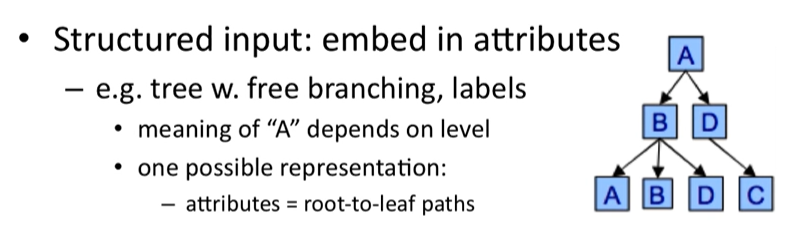 • Structured input: embed in attributes
– e.g. tree w. free branching, labels
• meaning of “A” depends on level
• one possible representation:
– attributes = root-to-leaf paths
A
B D
A B D C